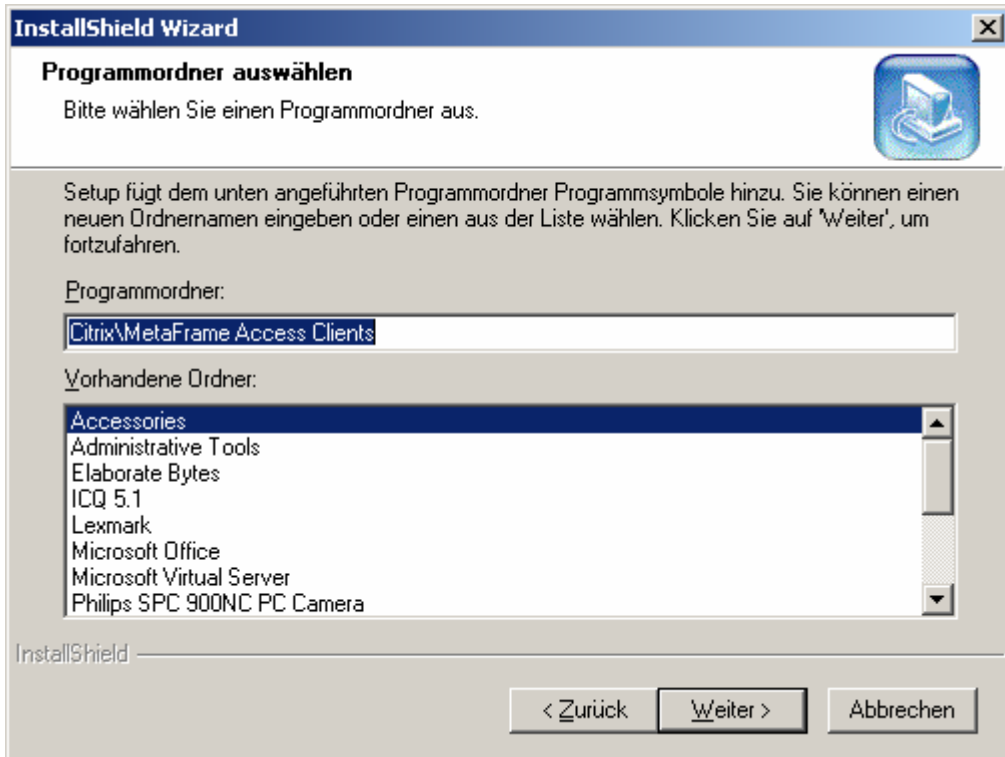 InstallShield Wizard
Programmordner auswählen
Bitte wählen Sie einen Programmordner aus.
Setup fügt dem unten angeführten Programmordner Programmsymbole hinzu. Sie können einen
neuen Ordnernamen eingeben oder einen aus der Liste wählen. Klicken Sie auf 'Weiter', um
fortzufahren.
Programmordner:
Citrix\MetaFrame Access Clients
Vorhandene Ordner:
Accessories
Administrative Tools
Elaborate Bytes
ICQ 5.1
Lexmark
Microsoft Office
Microsoft Virtual Server
Philips SPC 900NC PC Camera
InstallShield
< Zurück Weiter > Abbrechen